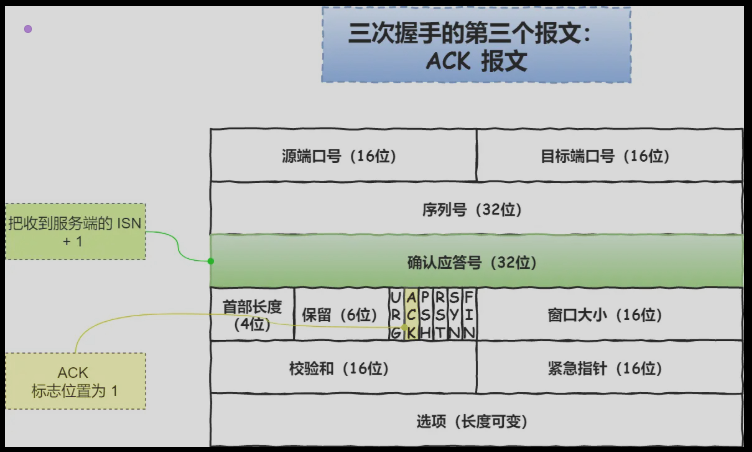 三次握手的第三个报文：
ACK 报文
源端口号（16位）
目标端口号（16位）
序列号（32位）
把收到服务端的 ISN
+ 1
确认应答号（32位）
首部长度
（4位）
保留（6位）
URG
ACK
PSH
RST
SYN
FIN
窗口大小（16位）
ACK
标志位置为 1
校验和（16位）
紧急指针（16位）
选项（长度可变）